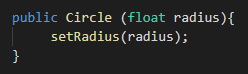 public Circle (float radius){
    setRadius(radius);
}